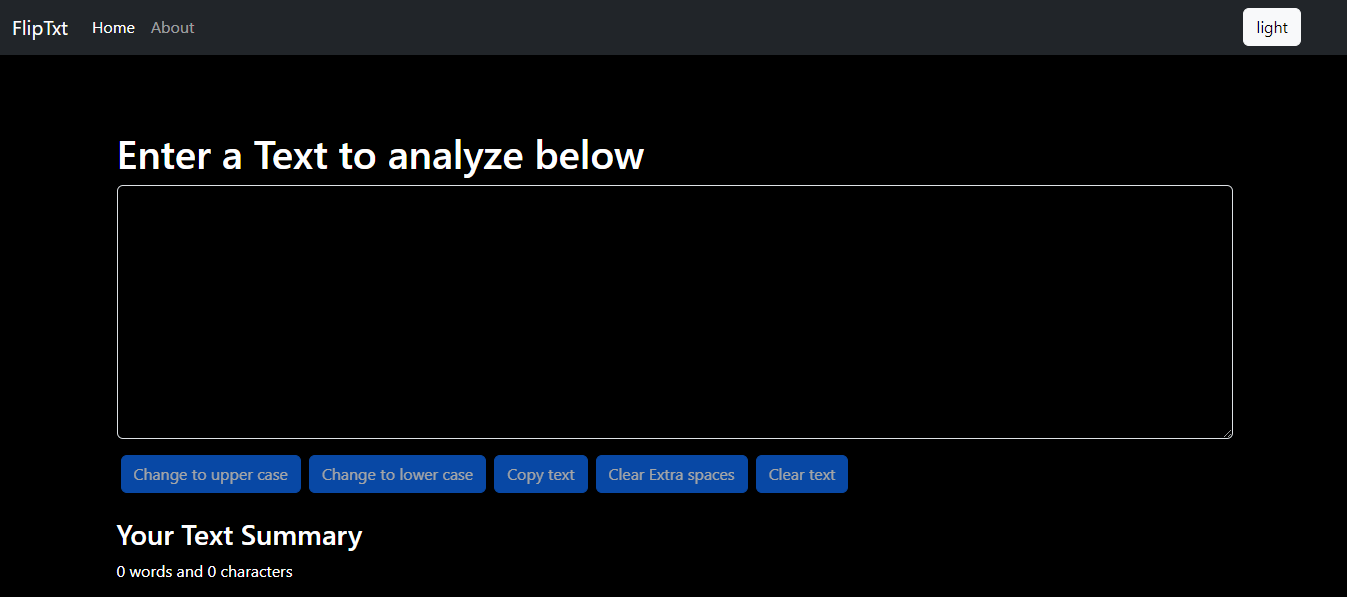 FlipTxt Home About light
Enter a Text to analyze below
Change to upper case Change to lower case Copy text Clear Extra spaces Clear text
Your Text Summary
0 words and 0 characters